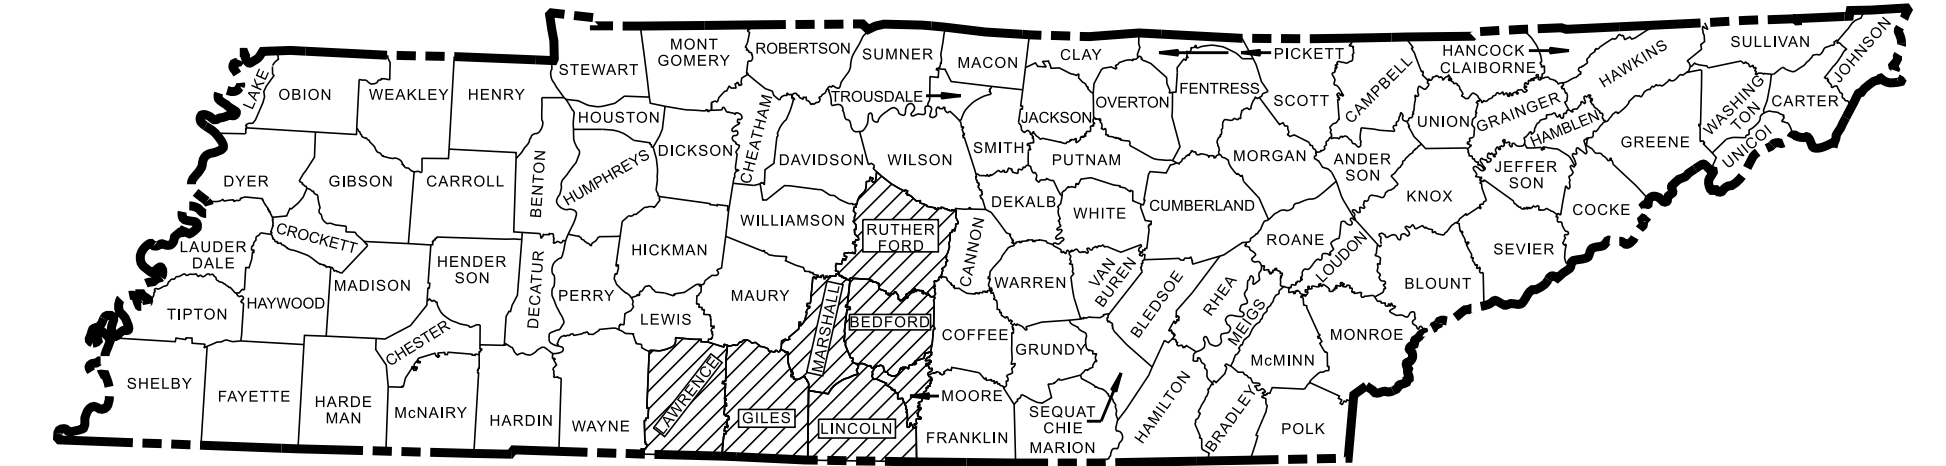 MONT
GOMERY
ROBERTSON
SUMNER
MACON
CLAY
PICKETT
HANCOCK
CLAIBORNE
HAWKINS
SULLIVAN
JOHNSON
STEWART
LAKE
OBION
WEAKLEY
HENRY
HOUSTON
CHEATHAM
TROUSDALE
JACKSON
OVERTON
FENTRESS
SCOTT
CAMPBELL
UNION
GRAINGER
HAMBLEN
WASHING
TON
CARTER
UNICOI
GREENE
DYER
GIBSON
CARROLL
BENTON
HUMPHREYS
DICKSON
DAVIDSON
WILSON
SMITH
PUTNAM
MORGAN
ANDER
SON
KNOX
JEFFER
SON
COCKE
LAUDER
DALE
CROCKETT
WILLIAMSON
RUTHER
FORD
CANNON
DEKALB
WHITE
CUMBERLAND
ROANE
LOUDON
SEVIER
BLOUNT
TIPTON
HAYWOOD
MADISON
HENDER
SON
DECATUR
PERRY
HICKMAN
LEWIS
MAURY
MARSHALL
BEDFORD
COFFEE
WARREN
VAN
BUREN
BLEDSOE
RHEA
MEIGS
MONROE
McMINN
GRUNDY
SHELBY
FAYETTE
HARDE
MAN
CHESTER
McNAIRY
HARDIN
WAYNE
LAWRENCE
GILES
LINCOLN
MOORE
FRANKLIN
SEQUAT
CHIE
MARION
HAMILTON
BRADLEY
POLK